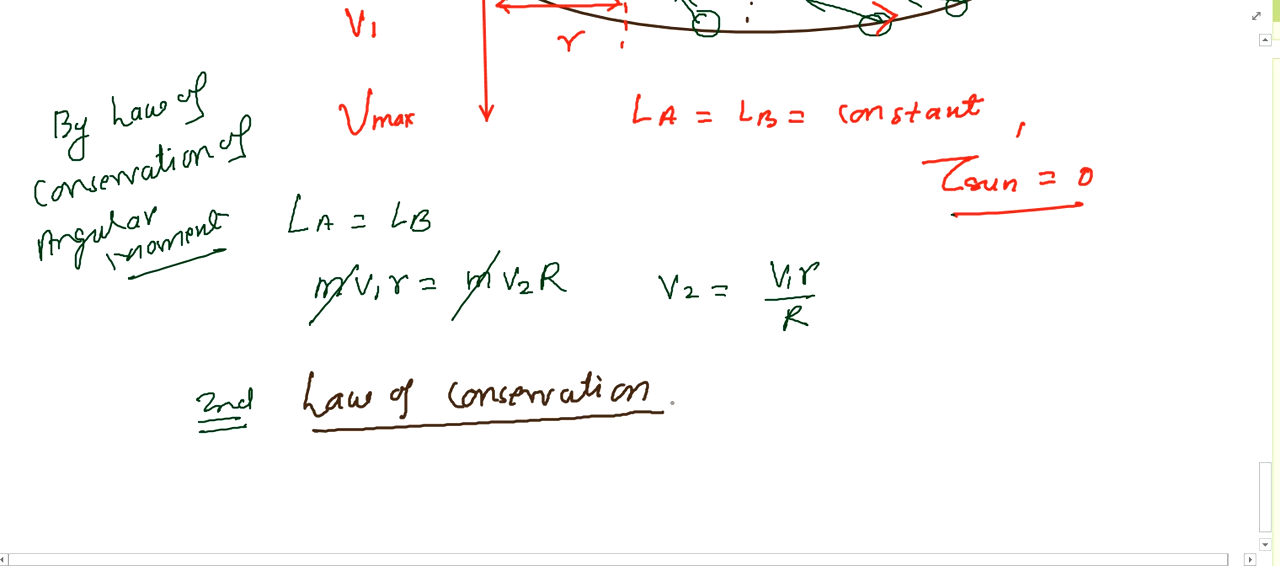 V1
r
Vmax
By Law of
Conservation of
Angular
moment
LA = LB = constant ,
τsun = 0
LA = LB
mv1r = mv2R
v2 = v1r/R
2nd Law of conservation